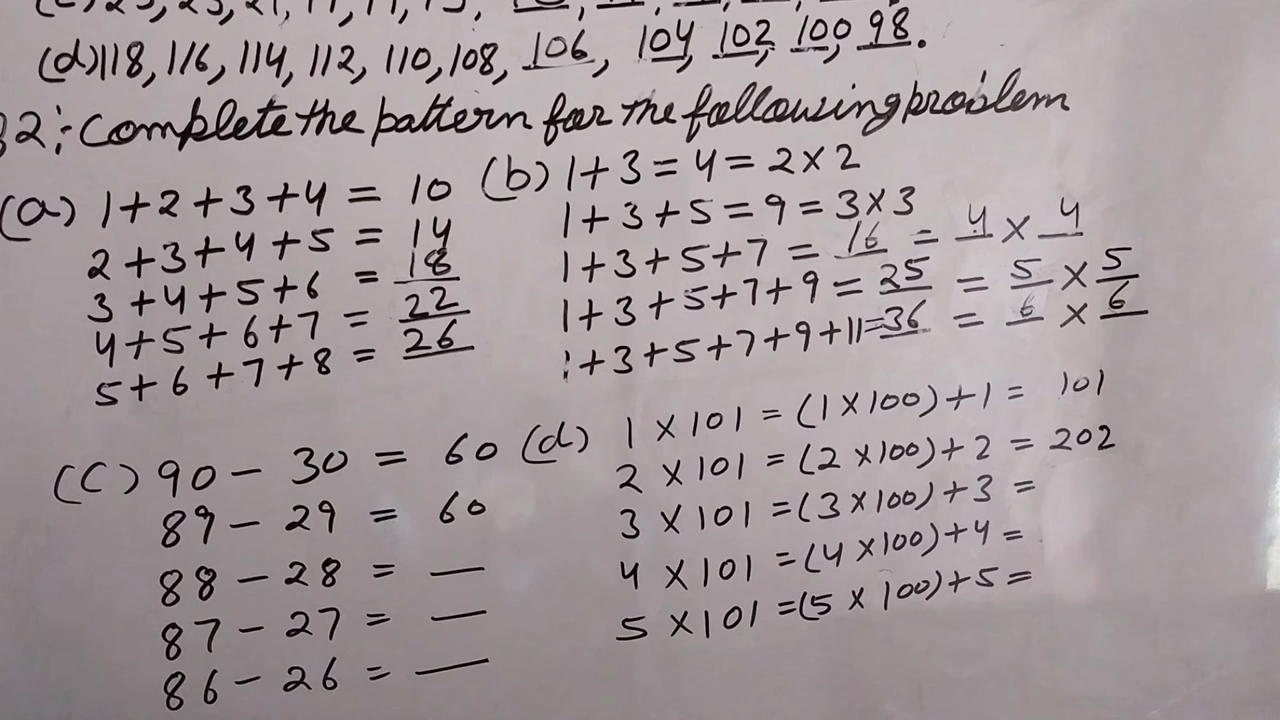 (d) 118, 116, 114, 112, 110, 108, 106, 104, 102, 100, 98.
2: Complete the pattern for the following problem
(a) 1+2+3+4 = 10
2+3+4+5 = 14
3+4+5+6 = 18
4+5+6+7 = 22
5+6+7+8 = 26
(b) 1+3=4=2×2
1+3+5=9=3×3
1+3+5+7=16=4×4
1+3+5+7+9=25=5×5
1+3+5+7+9+11=36=6×6
(C) 90-30=60
89-29=60
88-28=__
87-27=__
86-26=__
(d) 1×101=(1×100)+1=101
2×101=(2×100)+2=202
3×101=(3×100)+3=
4×101=(4×100)+4=
5×101=(5×100)+5=